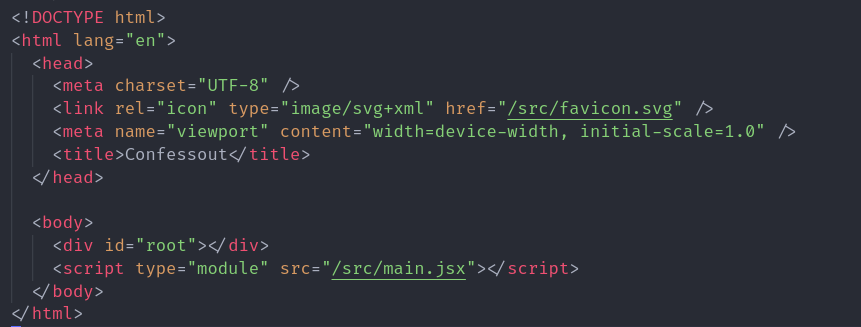 <!DOCTYPE html>
<html lang="en">
<head>
<meta charset="UTF-8" />
<link rel="icon" type="image/svg+xml" href="/src/favicon.svg" />
<meta name="viewport" content="width=device-width, initial-scale=1.0" />
<title>Confessout</title>
</head>
<body>
<div id="root"></div>
<script type="module" src="/src/main.jsx"></script>
</body>
</html>